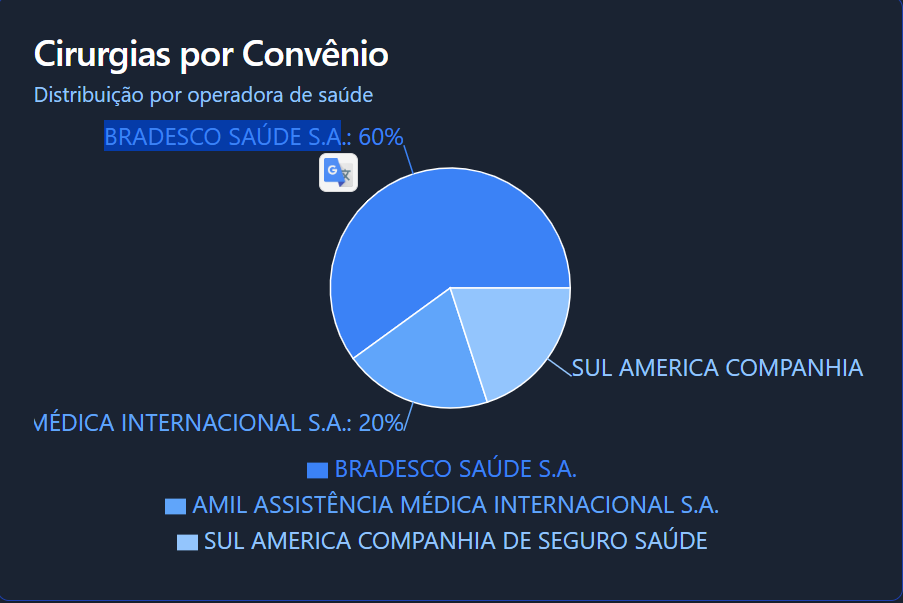 Cirurgias por Convênio
Distribuição por operadora de saúde
BRADESCO SAÚDE S.A.: 60%
G
SUL AMERICA COMPANHIA
MÉDICA INTERNACIONAL S.A.: 20%
BRADESCO SAÚDE S.A.
AMIL ASSISTÊNCIA MÉDICA INTERNACIONAL S.A.
SUL AMERICA COMPANHIA DE SEGURO SAÚDE